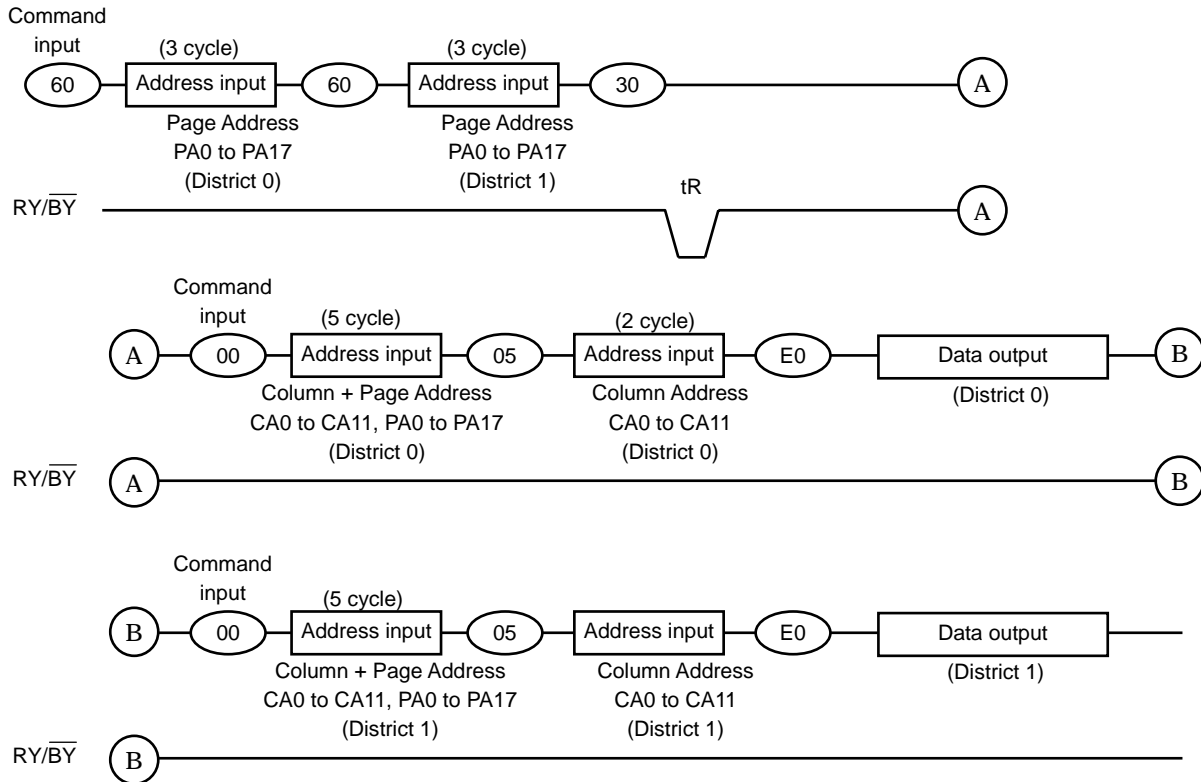 Command
input
(3 cycle) (3 cycle)
60 Address input 60 Address input 30 A
Page Address Page Address
PA0 to PA17 PA0 to PA17
(District 0) (District 1)
tR
RY/BY A
Command
input
(5 cycle) (2 cycle)
A 00 Address input 05 Address input E0 Data output B
Column + Page Address Column Address (District 0)
CA0 to CA11, PA0 to PA17 CA0 to CA11
(District 0) (District 0)
RY/BY A B
Command
input
(5 cycle)
B 00 Address input 05 Address input E0 Data output
Column + Page Address Column Address (District 1)
CA0 to CA11, PA0 to PA17 CA0 to CA11
(District 1) (District 1)
RY/BY B